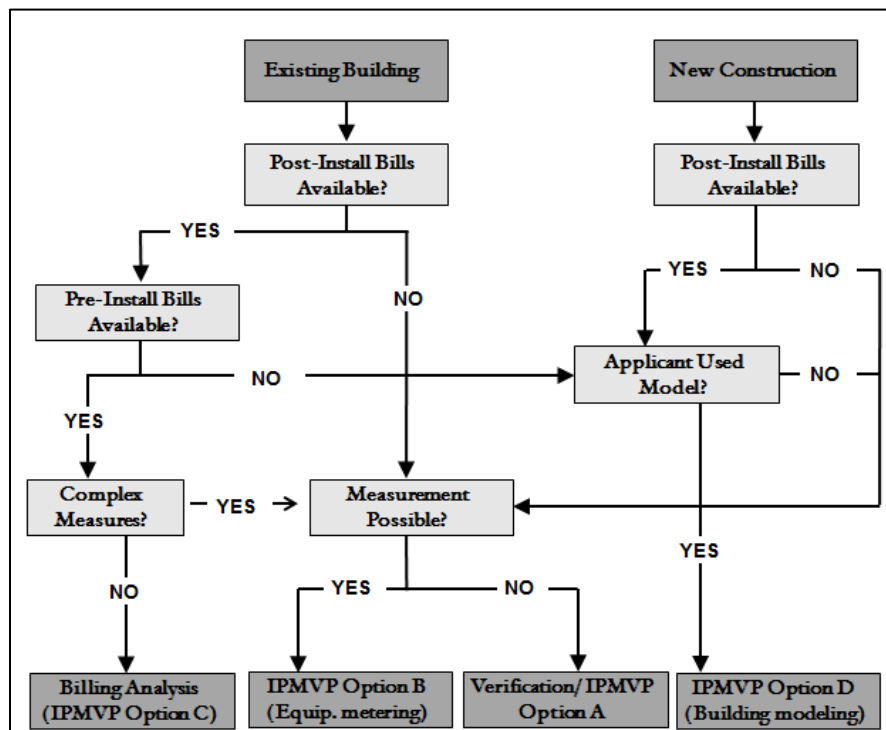 Existing Building
New Construction
Post-Install Bills
Available?
Post-Install Bills
Available?
YES
YES
NO
NO
Pre-Install Bills
Available?
NO
Applicant Used
Model?
NO
YES
Complex
Measures?
YES
Measurement
Possible?
YES
NO
YES
NO
Billing Analysis
(IPMVP Option C)
IPMVP Option B
(Equip. metering)
Verification/ IPMVP
Option A
IPMVP Option D
(Building modeling)